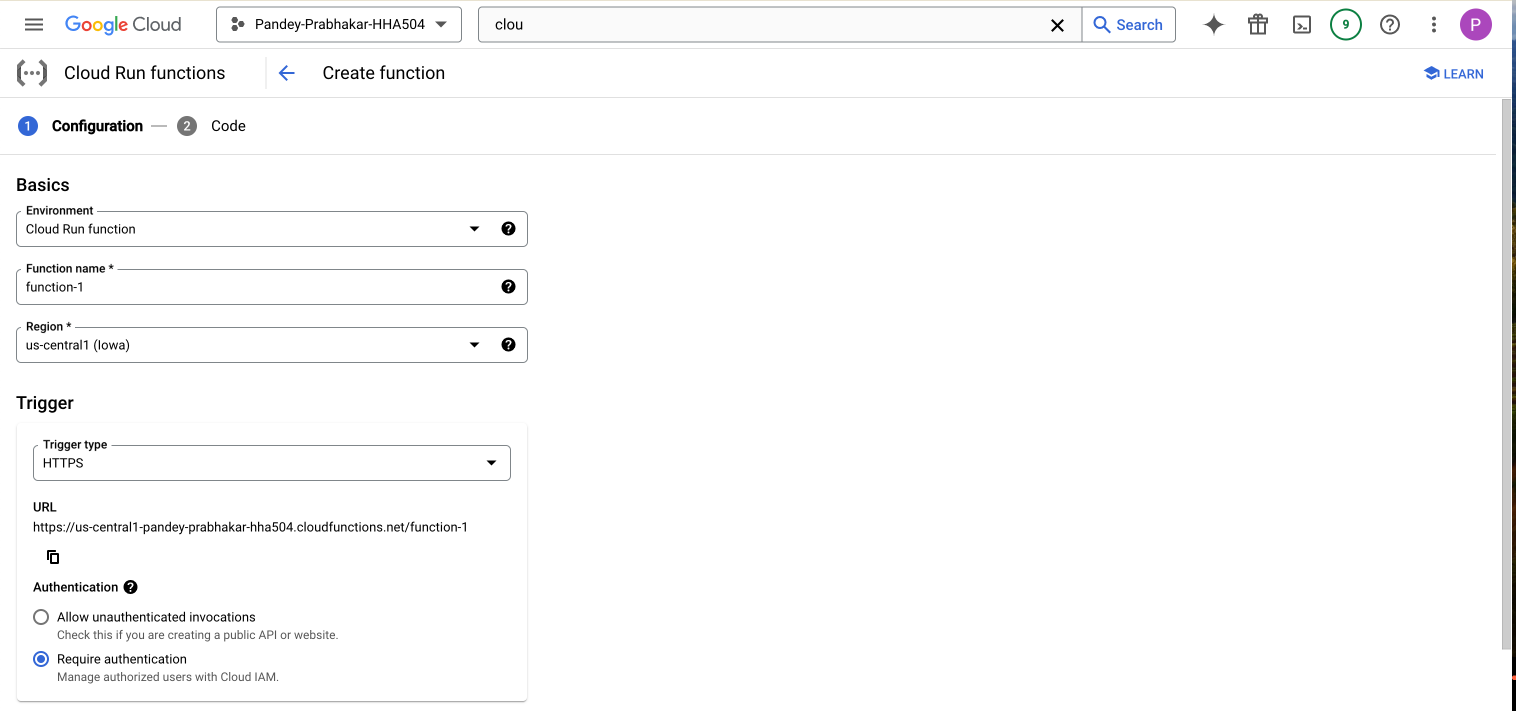 Google Cloud
Pandey-Prabhakar-HHA504
clou
Search
9
P
Cloud Run functions
Create function
LEARN
1 Configuration — 2 Code
Basics
Environment
Cloud Run function
Function name *
function-1
Region *
us-central1 (Iowa)
Trigger
Trigger type
HTTPS
URL
https://us-central1-pandey-prabhakar-hha504.cloudfunctions.net/function-1
Authentication
Allow unauthenticated invocations
Check this if you are creating a public API or website.
Require authentication
Manage authorized users with Cloud IAM.